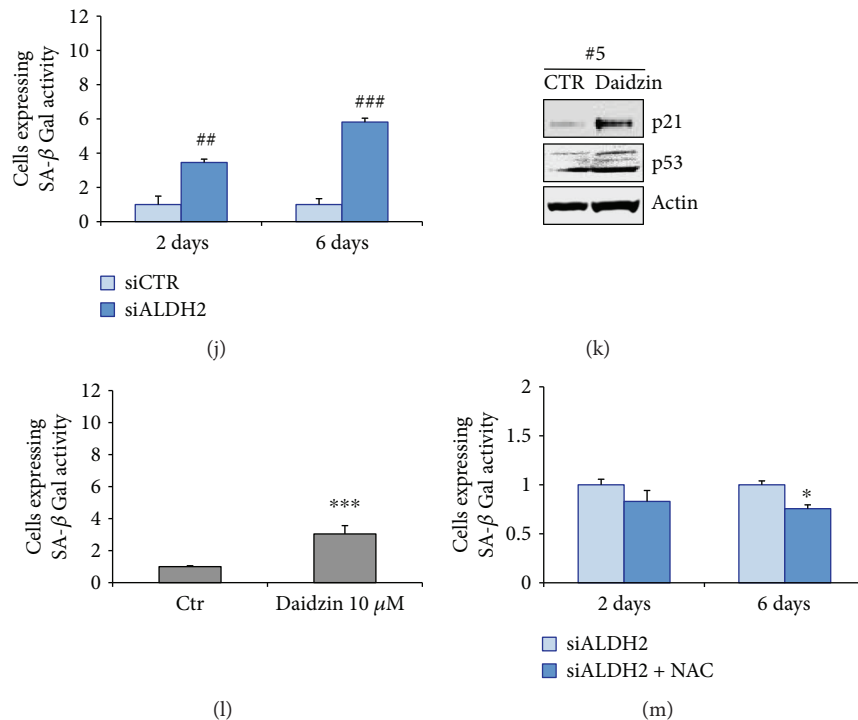 Cells expressing
SA-β Gal activity
12
10
8
6
4
2
0
##
###
2 days
6 days
siCTR
siALDH2
(j)
#5
CTR Daidzin
p21
p53
Actin
(k)
Cells expressing
SA-β Gal activity
12
10
8
6
4
2
0
***
Ctr
Daidzin 10 μM
(l)
Cells expressing
SA-β Gal activity
2
1.5
1
0.5
0
*
2 days
6 days
siALDH2
siALDH2 + NAC
(m)